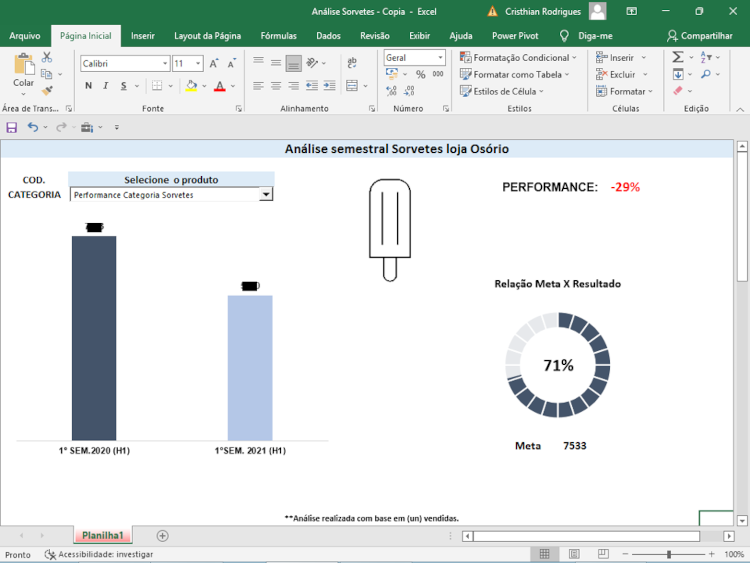 Análise Sorvetes - Copia - Excel
Cristhian Rodrigues
Arquivo Página Inicial Inserir Layout da Página Fórmulas Dados Revisão Exibir Ajuda Power Pivot Diga-me Compartilhar
Colar
Calibri 11
N I S
ab
Geral
% 000
Formatação Condicional
Formatar como Tabela
Estilos de Célula
Inserir
Excluir
Formatar
Área de Trans... Fonte Alinhamento Número Estilos Células Edição
Análise semestral Sorvetes loja Osório
COD. CATEGORIA
Selecione o produto
Performance Categoria Sorvetes
PERFORMANCE: -29%
Relação Meta X Resultado
71%
Meta 7533
1° SEM.2020 (H1) 1°SEM. 2021 (H1)
**Análise realizada com base em (un) vendidas.
Planilha1
Pronto Acessibilidade: investigar 100%